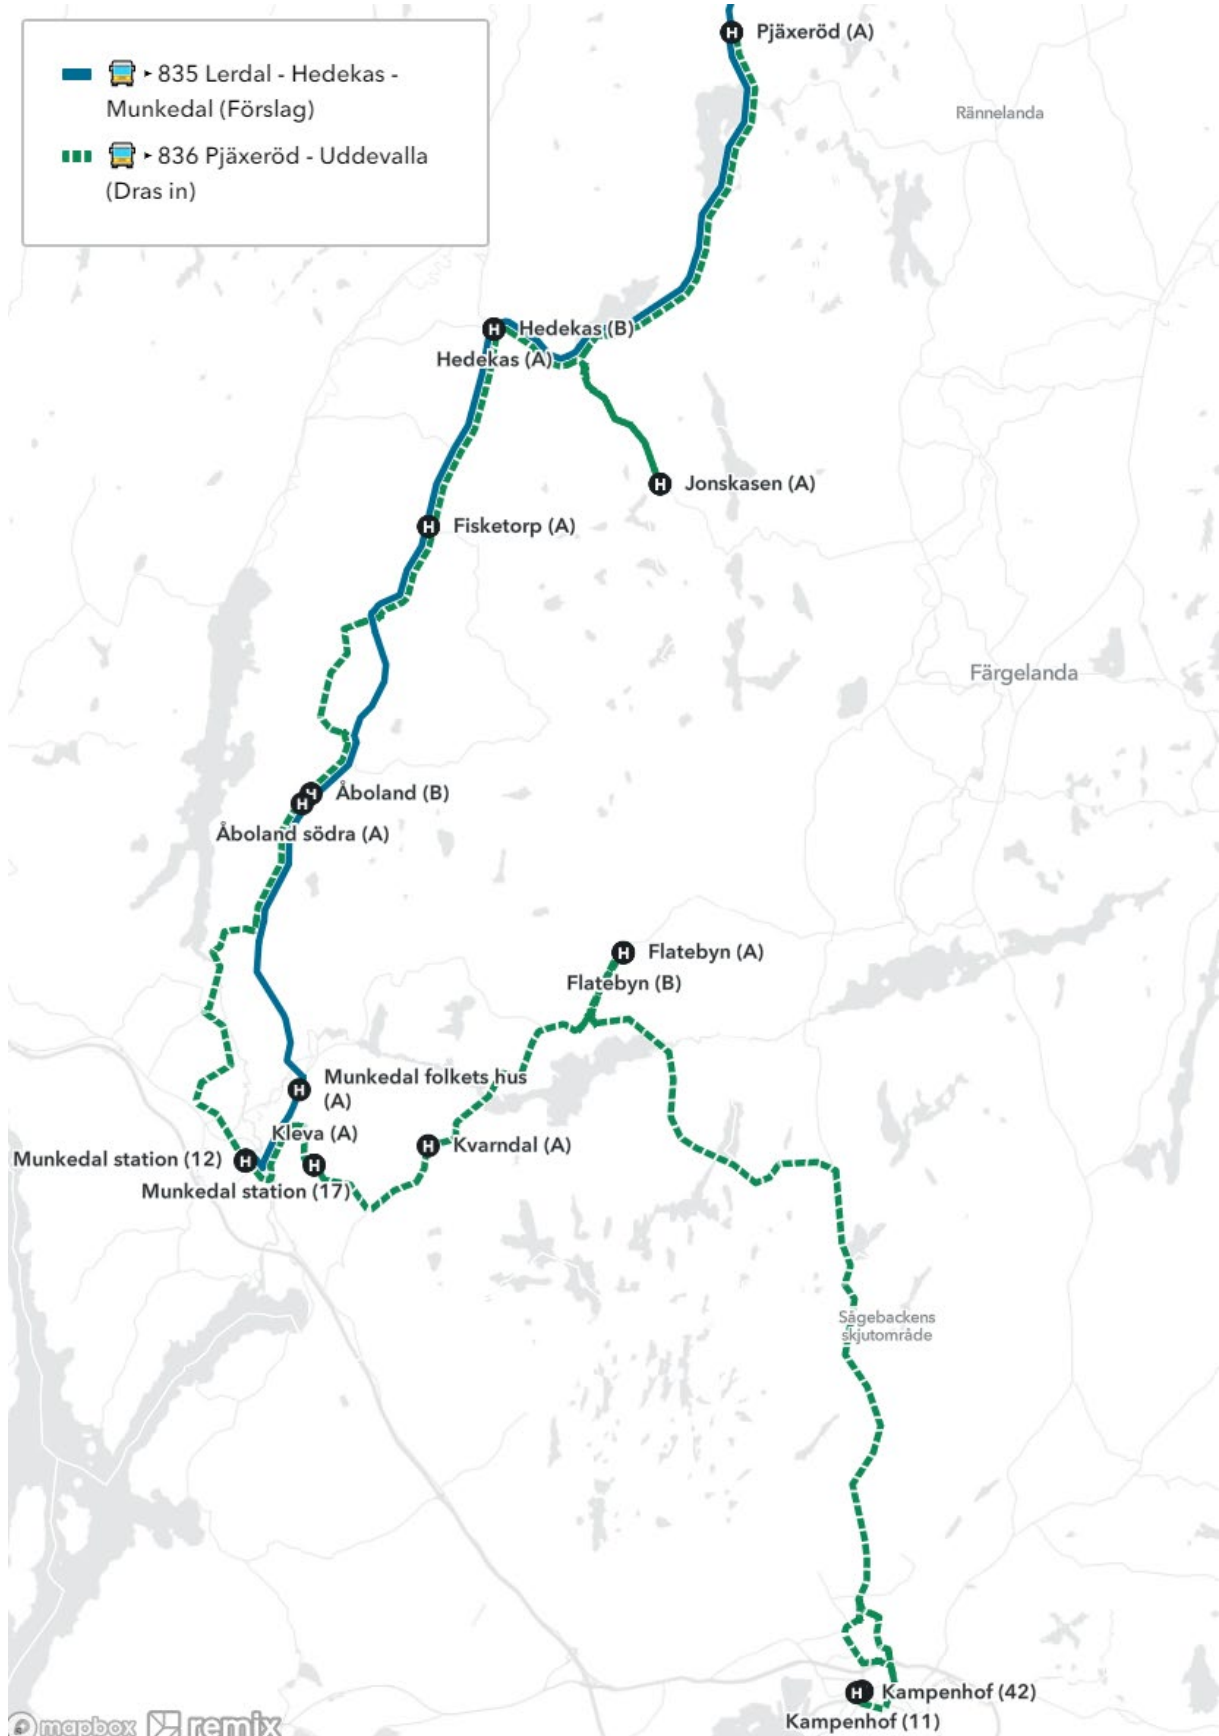 835 Lerdal - Hedekas -
Munkedal (Förslag)
836 Pjäxeröd - Uddevalla
(Dras in)
H Pjäxeröd (A)
Rännelanda
H Hedekas (B)
Hedekas (A)
H Jonskasen (A)
H Fisketorp (A)
Färgelanda
H Åboland (B)
H
Åboland södra (A)
H Flatebyn (A)
Flatebyn (B)
H Munkedal folkets hus
(A)
Kleva (A)
H Kvarndal (A)
Munkedal station (12) H
H
Munkedal station (17)
Sågebackens
skjutområde
H Kampenhof (42)
Kampenhof (11)
mapbox remix